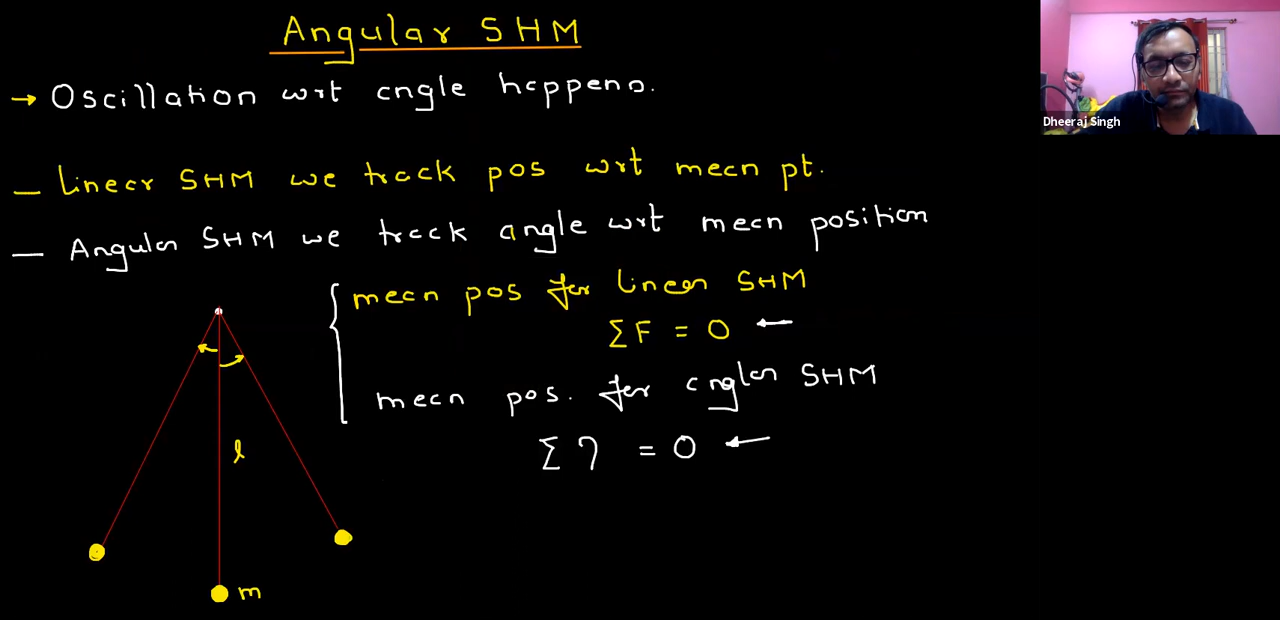 Angular SHM
→ Oscillation wrt angle happens.
Dheeraj Singh
— Linear SHM we track pos wrt mean pt.
— Angular SHM we track angle wrt mean position
mean pos for linear SHM
ΣF = 0 ←
mean pos. for angular SHM
Στ = 0 ←
l
m